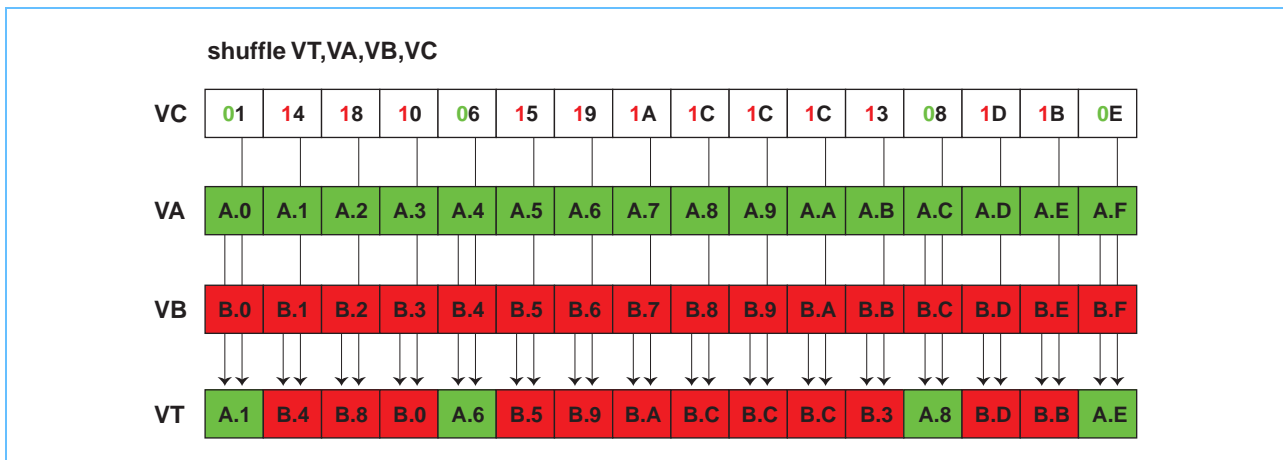 shuffle VT,VA,VB,VC
VC 01 14 18 10 06 15 19 1A 1C 1C 1C 13 08 1D 1B 0E
VA A.0 A.1 A.2 A.3 A.4 A.5 A.6 A.7 A.8 A.9 A.A A.B A.C A.D A.E A.F
VB B.0 B.1 B.2 B.3 B.4 B.5 B.6 B.7 B.8 B.9 B.A B.B B.C B.D B.E B.F
VT A.1 B.4 B.8 B.0 A.6 B.5 B.9 B.A B.C B.C B.C B.3 A.8 B.D B.B A.E